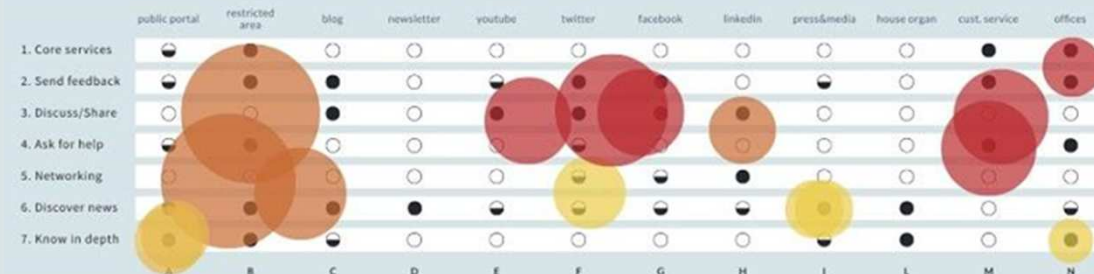 public portal restricted area blog newsletter youtube twitter facebook linkedin press&media house organ cust. service offices
1. Core services
2. Send feedback
3. Discuss/Share
4. Ask for help
5. Networking
6. Discover news
7. Know in depth
A B C D E F G H I L M N